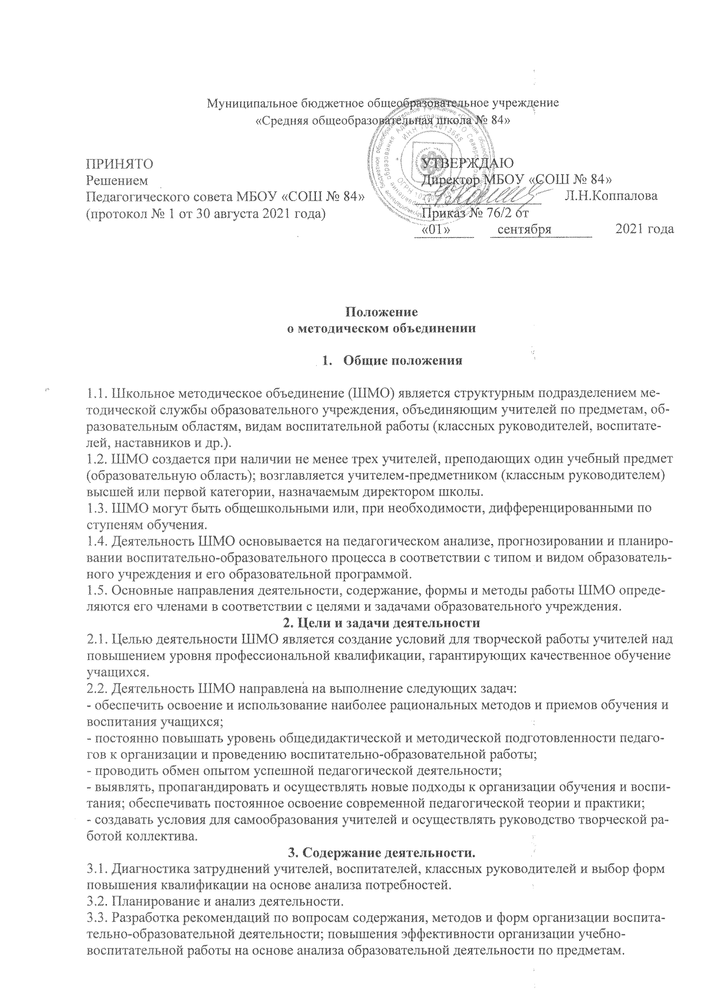 Муниципальное бюджетное общеобразовательное учреждение
«Средняя общеобразовательная школа № 84»
ПРИНЯТО
Решением
Педагогического совета МБОУ «СОШ № 84»
(протокол № 1 от 30 августа 2021 года)
УТВЕРЖДАЮ
Директор МБОУ «СОШ № 84»
Л.Н.Коппалова
Приказ № 76/2 от
«01» сентября 2021 года
Положение
о методическом объединении
1. Общие положения
1.1. Школьное методическое объединение (ШМО) является структурным подразделением ме-
тодической службы образовательного учреждения, объединяющим учителей по предметам, об-
разовательным областям, видам воспитательной работы (классных руководителей, воспитате-
лей, наставников и др.).
1.2. ШМО создается при наличии не менее трех учителей, преподающих один учебный предмет
(образовательную область); возглавляется учителем-предметником (классным руководителем)
высшей или первой категории, назначаемым директором школы.
1.3. ШМО могут быть общешкольными или, при необходимости, дифференцированными по
ступеням обучения.
1.4. Деятельность ШМО основывается на педагогическом анализе, прогнозировании и планиро-
вании воспитательно-образовательного процесса в соответствии с типом и видом образователь-
ного учреждения и его образовательной программой.
1.5. Основные направления деятельности, содержание, формы и методы работы ШМО опреде-
ляются его членами в соответствии с целями и задачами образовательного учреждения.
2. Цели и задачи деятельности
2.1. Целью деятельности ШМО является создание условий для творческой работы учителей над
повышением уровня профессиональной квалификации, гарантирующих качественное обучение
учащихся.
2.2. Деятельность ШМО направлена на выполнение следующих задач:
- обеспечить освоение и использование наиболее рациональных методов и приемов обучения и
воспитания учащихся;
- постоянно повышать уровень общедидактической и методической подготовленности педаго-
гов к организации и проведению воспитательно-образовательной работы;
- проводить обмен опытом успешной педагогической деятельности;
- выявлять, пропагандировать и осуществлять новые подходы к организации обучения и воспи-
тания; обеспечивать постоянное освоение современной педагогической теории и практики;
- создавать условия для самообразования учителей и осуществлять руководство творческой ра-
ботой коллектива.
3. Содержание деятельности.
3.1. Диагностика затруднений учителей, воспитателей, классных руководителей и выбор форм
повышения квалификации на основе анализа потребностей.
3.2. Планирование и анализ деятельности.
3.3. Разработка рекомендаций по вопросам содержания, методов и форм организации воспита-
тельно-образовательной деятельности; повышения эффективности организации учебно-
воспитательной работы на основе анализа образовательной деятельности по предметам.